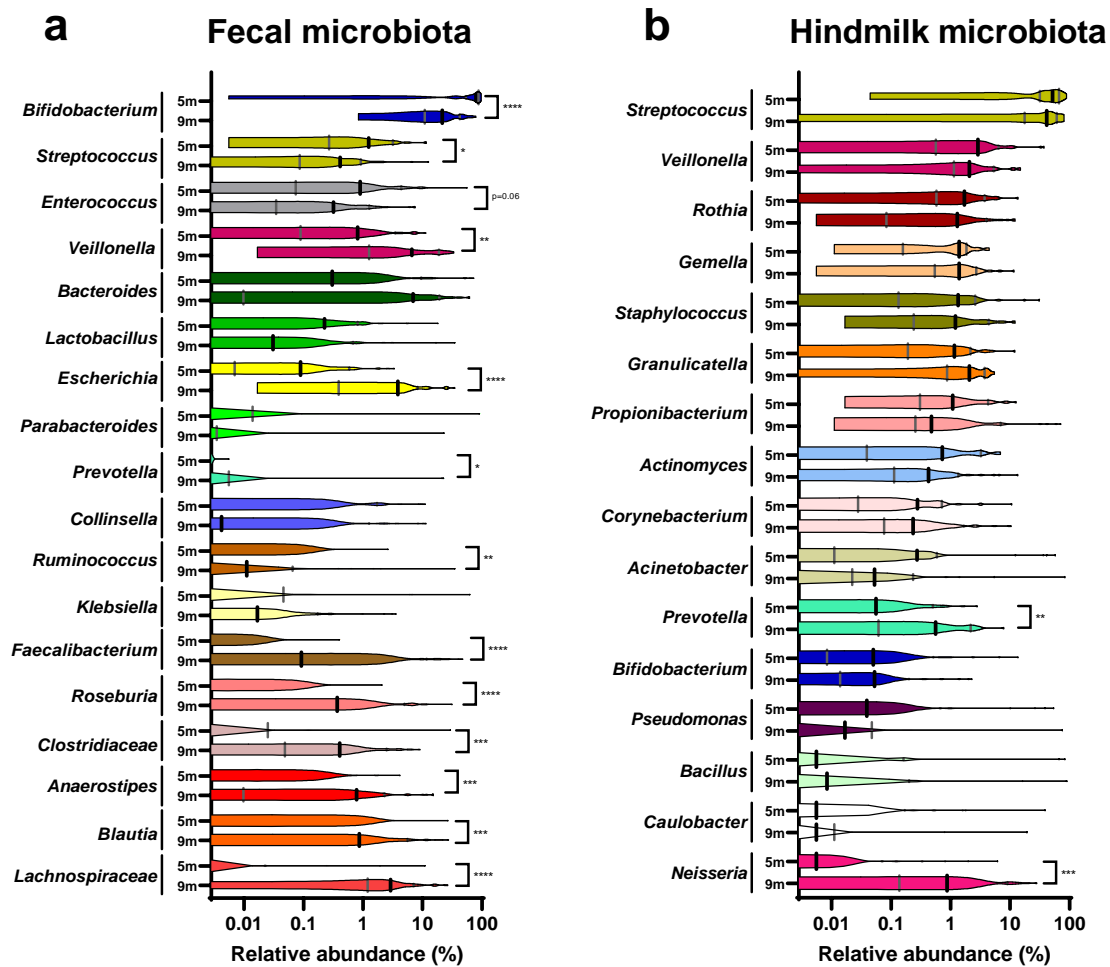 a Fecal microbiota
Bifidobacterium
5m
9m
****
Streptococcus
5m
9m
*
Enterococcus
5m
9m
p=0.06
Veillonella
5m
9m
**
Bacteroides
5m
9m
Lactobacillus
5m
9m
Escherichia
5m
9m
****
Parabacteroides
5m
9m
Prevotella
5m
9m
*
Collinsella
5m
9m
Ruminococcus
5m
9m
**
Klebsiella
5m
9m
Faecalibacterium
5m
9m
****
Roseburia
5m
9m
****
Clostridiaceae
5m
9m
***
Anaerostipes
5m
9m
***
Blautia
5m
9m
***
Lachnospiraceae
5m
9m
****
0.01 0.1 1 10 100
Relative abundance (%)
b Hindmilk microbiota
Streptococcus
5m
9m
Veillonella
5m
9m
Rothia
5m
9m
Gemella
5m
9m
Staphylococcus
5m
9m
Granulicatella
5m
9m
Propionibacterium
5m
9m
Actinomyces
5m
9m
Corynebacterium
5m
9m
Acinetobacter
5m
9m
Prevotella
5m
9m
**
Bifidobacterium
5m
9m
Pseudomonas
5m
9m
Bacillus
5m
9m
Caulobacter
5m
9m
Neisseria
5m
9m
***
0.01 0.1 1 10 100
Relative abundance (%)